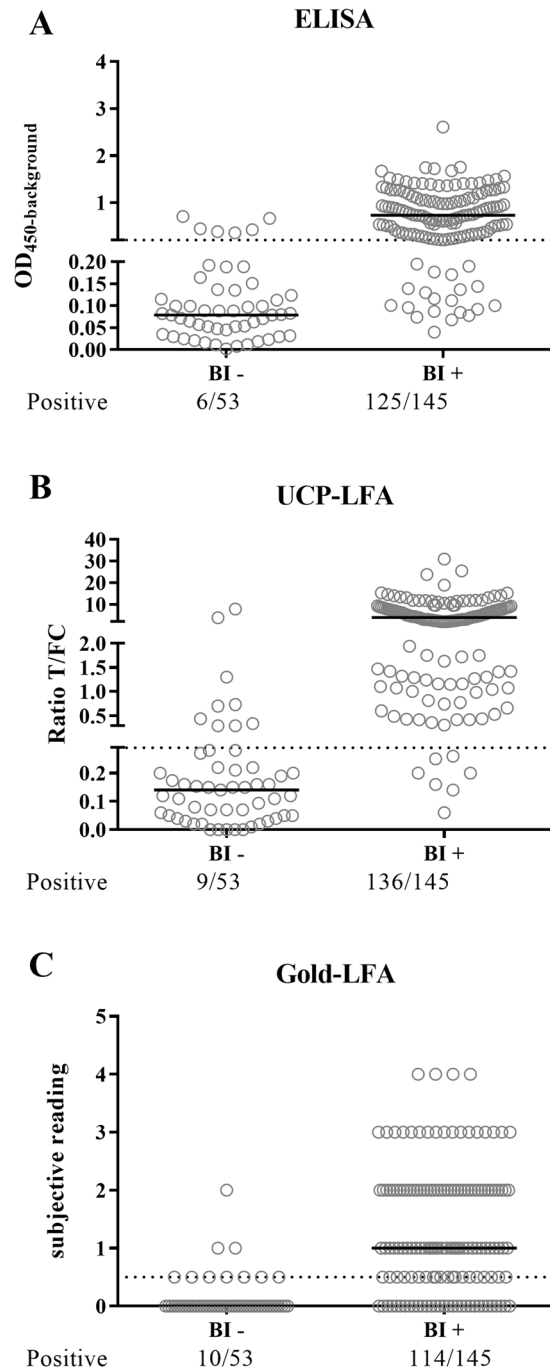 A
ELISA
OD450-background
4
3
2
1
0.20
0.15
0.10
0.05
0.00
BI - BI +
Positive 6/53 125/145
B
UCP-LFA
Ratio T/FC
40
30
20
10
2.0
1.5
1.0
0.5
0.2
0.1
0.0
BI - BI +
Positive 9/53 136/145
C
Gold-LFA
subjective reading
5
4
3
2
1
0
BI - BI +
Positive 10/53 114/145